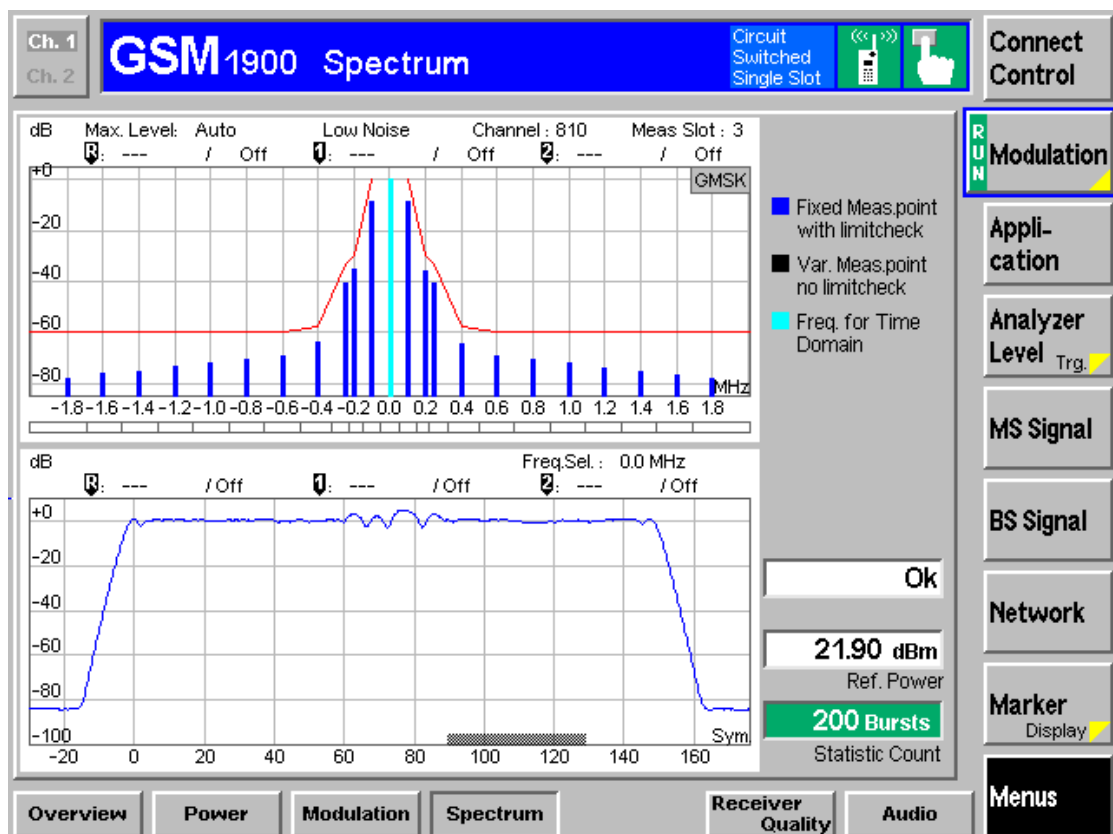 Ch. 1
Ch. 2
GSM 1900 Spectrum
Circuit
Switched
Single Slot
Connect
Control
dB Max. Level: Auto Low Noise Channel : 810 Meas Slot : 3
R: --- / Off 1: --- / Off 2: --- / Off
+0
GMSK
-20
-40
-60
-80
MHz
-1.8 -1.6 -1.4 -1.2 -1.0 -0.8 -0.6 -0.4 -0.2 0.0 0.2 0.4 0.6 0.8 1.0 1.2 1.4 1.6 1.8
Fixed Meas.point
with limitcheck
Var. Meas.point
no limitcheck
Freq. for Time
Domain
dB Freq.Sel. : 0.0 MHz
R: --- / Off 1: --- / Off 2: --- / Off
+0
-20
-40
-60
-80
-100
Sym
-20 0 20 40 60 80 100 120 140 160
Ok
21.90 dBm
Ref. Power
200 Bursts
Statistic Count
RUN
Modulation
Appli-
cation
Analyzer
Level Trg.
MS Signal
BS Signal
Network
Marker
Display
Menus
Overview
Power
Modulation
Spectrum
Receiver
Quality
Audio